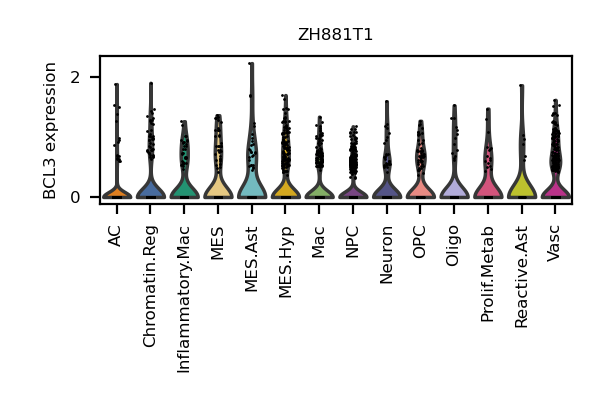 ZH881T1
BCL3 expression
2
0
AC
Chromatin.Reg
Inflammatory.Mac
MES
MES.Ast
MES.Hyp
Mac
NPC
Neuron
OPC
Oligo
Prolif.Metab
Reactive.Ast
Vasc